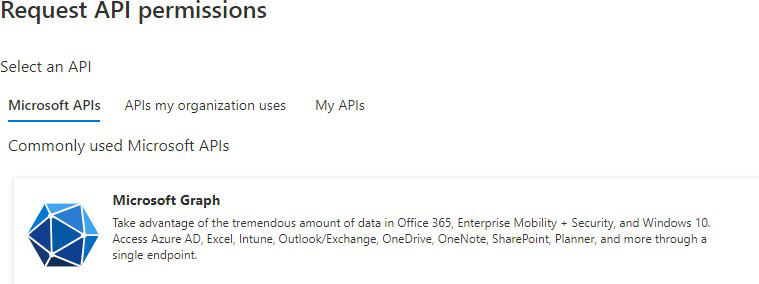 Request API permissions
Select an API
Microsoft APIs APIs my organization uses My APIs
Commonly used Microsoft APIs
Microsoft Graph
Take advantage of the tremendous amount of data in Office 365, Enterprise Mobility + Security, and Windows 10.
Access Azure AD, Excel, Intune, Outlook/Exchange, OneDrive, OneNote, SharePoint, Planner, and more through a
single endpoint.